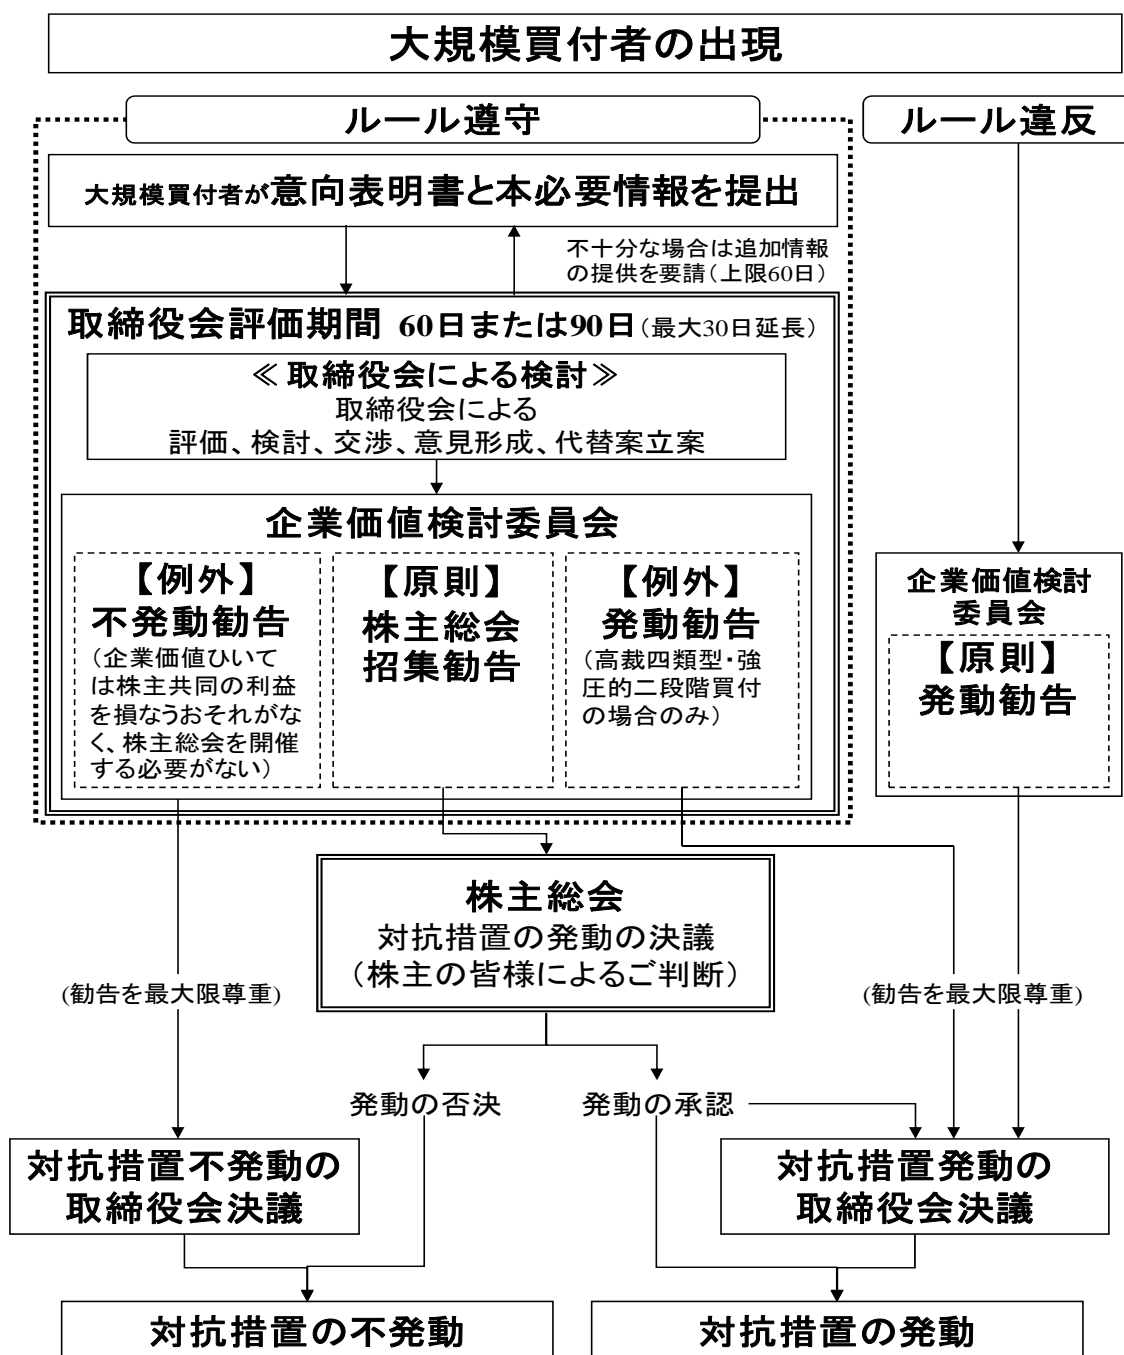 大規模買付者の出現
ルール遵守
ルール違反
大規模買付者が意向表明書と本必要情報を提出
不十分な場合は追加情報
の提供を要請(上限60日)
取締役会評価期間 60日または90日(最大30日延長)
≪取締役会による検討≫
取締役会による
評価、検討、交渉、意見形成、代替案立案
企業価値検討委員会
【例外】
不発動勧告
(企業価値ひいて
は株主共同の利益
を損なうおそれがな
く、株主総会を開催
する必要がない)
【原則】
株主総会
招集勧告
【例外】
発動勧告
(高裁四類型・強
圧的二段階買付
の場合のみ)
企業価値検討
委員会
【原則】
発動勧告
株主総会
対抗措置の発動の決議
(株主の皆様によるご判断)
(勧告を最大限尊重)
(勧告を最大限尊重)
発動の否決
発動の承認
対抗措置不発動の
取締役会決議
対抗措置発動の
取締役会決議
対抗措置の不発動
対抗措置の発動